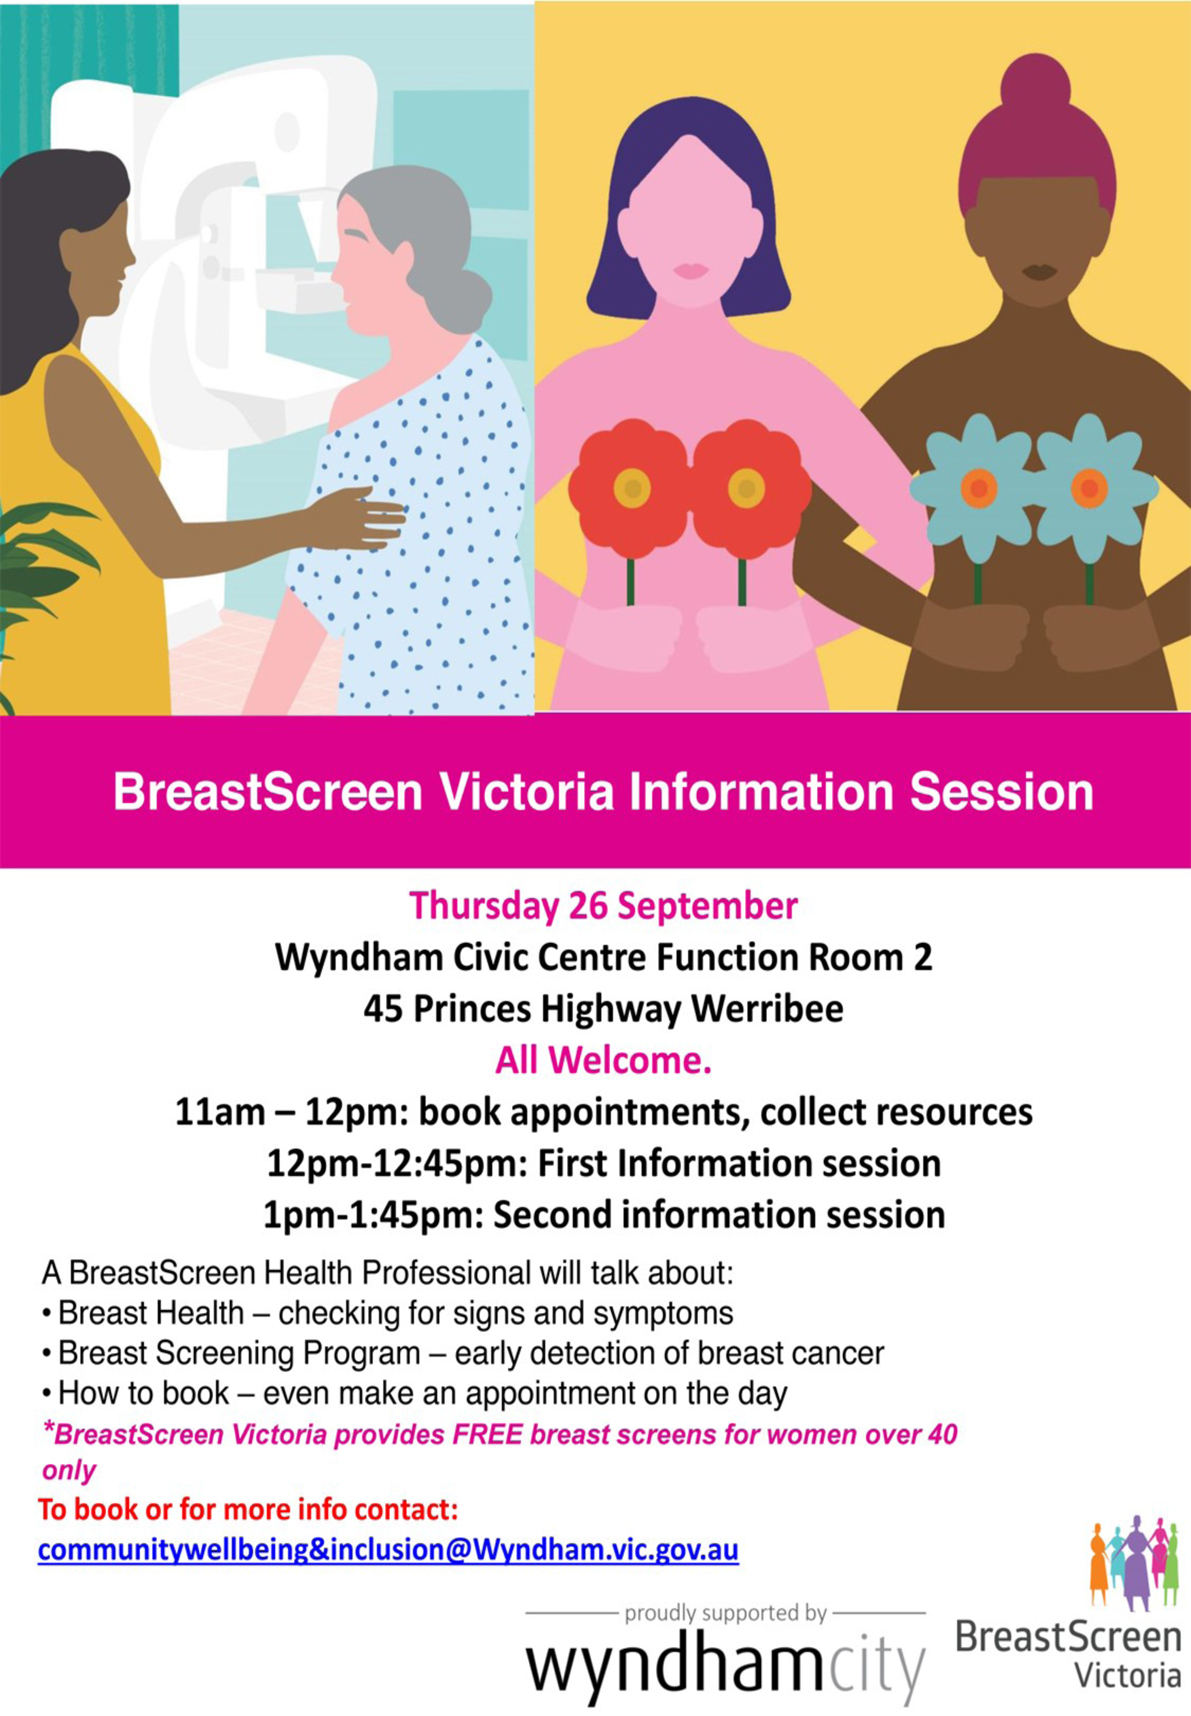 BreastScreen Victoria Information Session
Thursday 26 September
Wyndham Civic Centre Function Room 2
45 Princes Highway Werribee
All Welcome.
11am – 12pm: book appointments, collect resources
12pm-12:45pm: First Information session
1pm-1:45pm: Second information session
A BreastScreen Health Professional will talk about:
• Breast Health – checking for signs and symptoms
• Breast Screening Program – early detection of breast cancer
• How to book – even make an appointment on the day
*BreastScreen Victoria provides FREE breast screens for women over 40
only
To book or for more info contact:
communitywellbeing&inclusion@Wyndham.vic.gov.au
proudly supported by
wyndhamcity
BreastScreen
Victoria